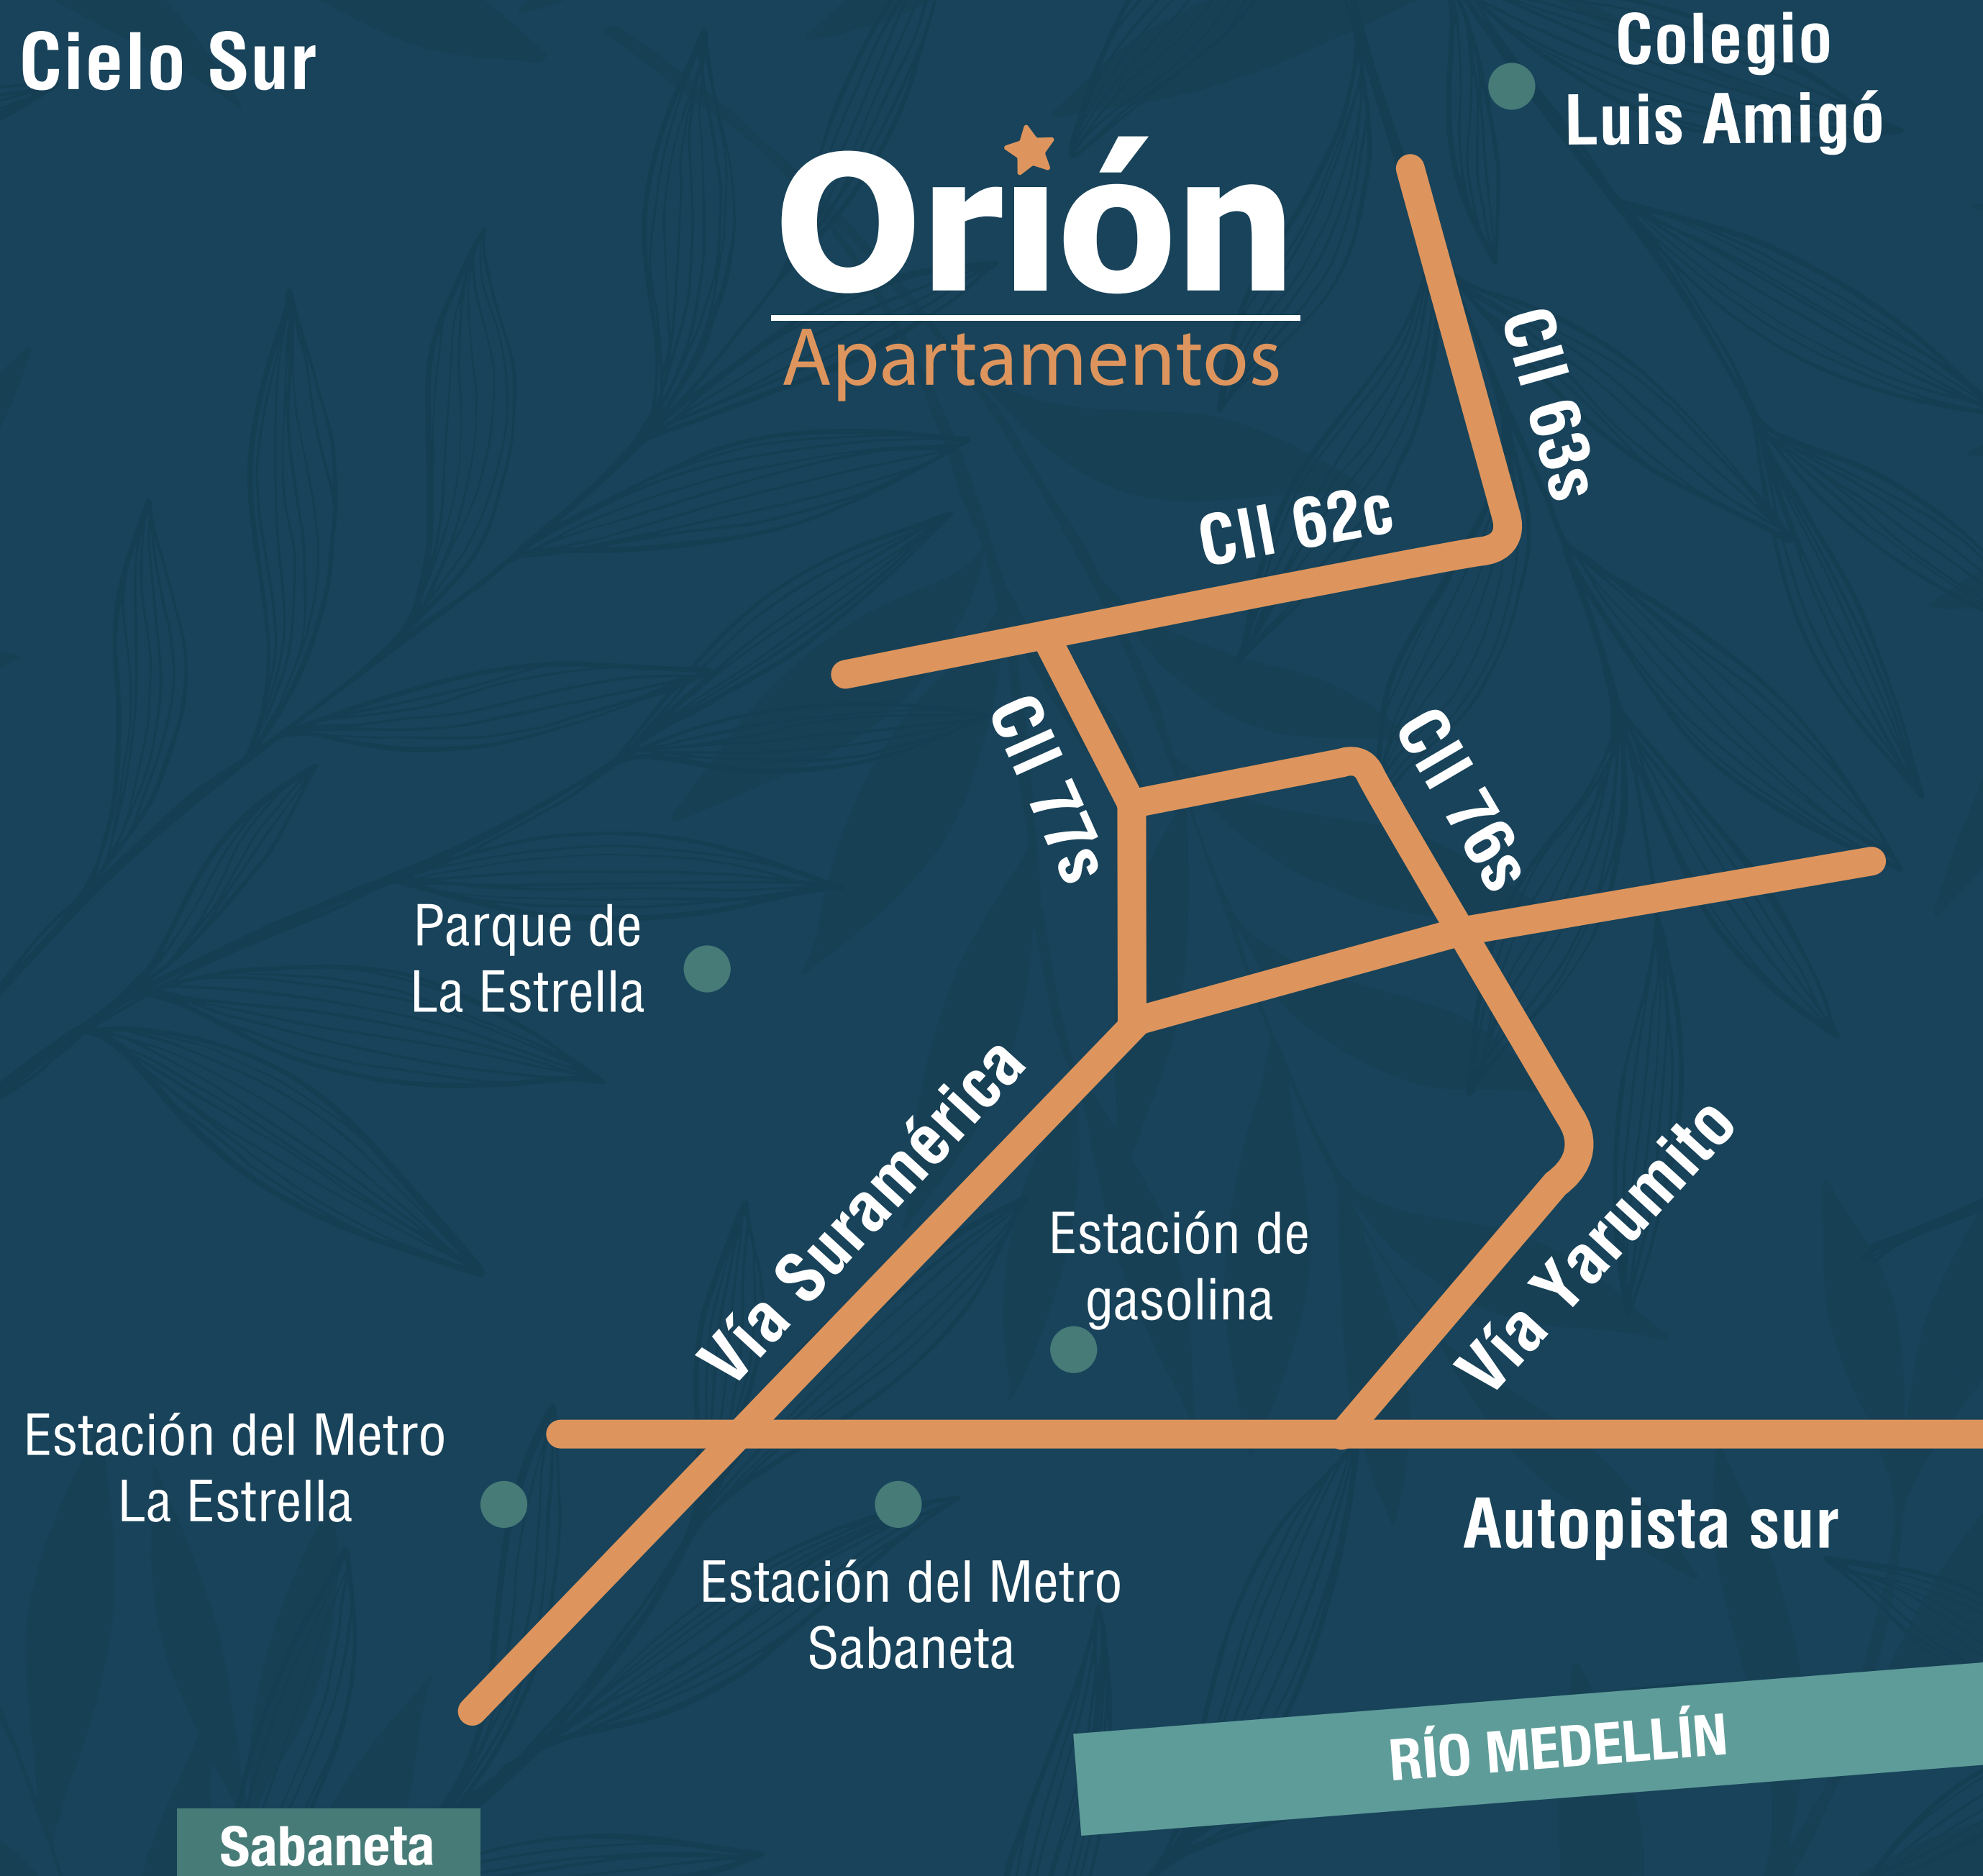 Cielo Sur
Colegio
Luis Amigó
Orión
Apartamentos
Cll 63s
Cll 62c
Cll 77s
Cll 76s
Parque de
La Estrella
Vía Suramérica
Estación de
gasolina
Vía Yarumito
Estación del Metro
La Estrella
Autopista sur
Estación del Metro
Sabaneta
RÍO MEDELLÍN
Sabaneta